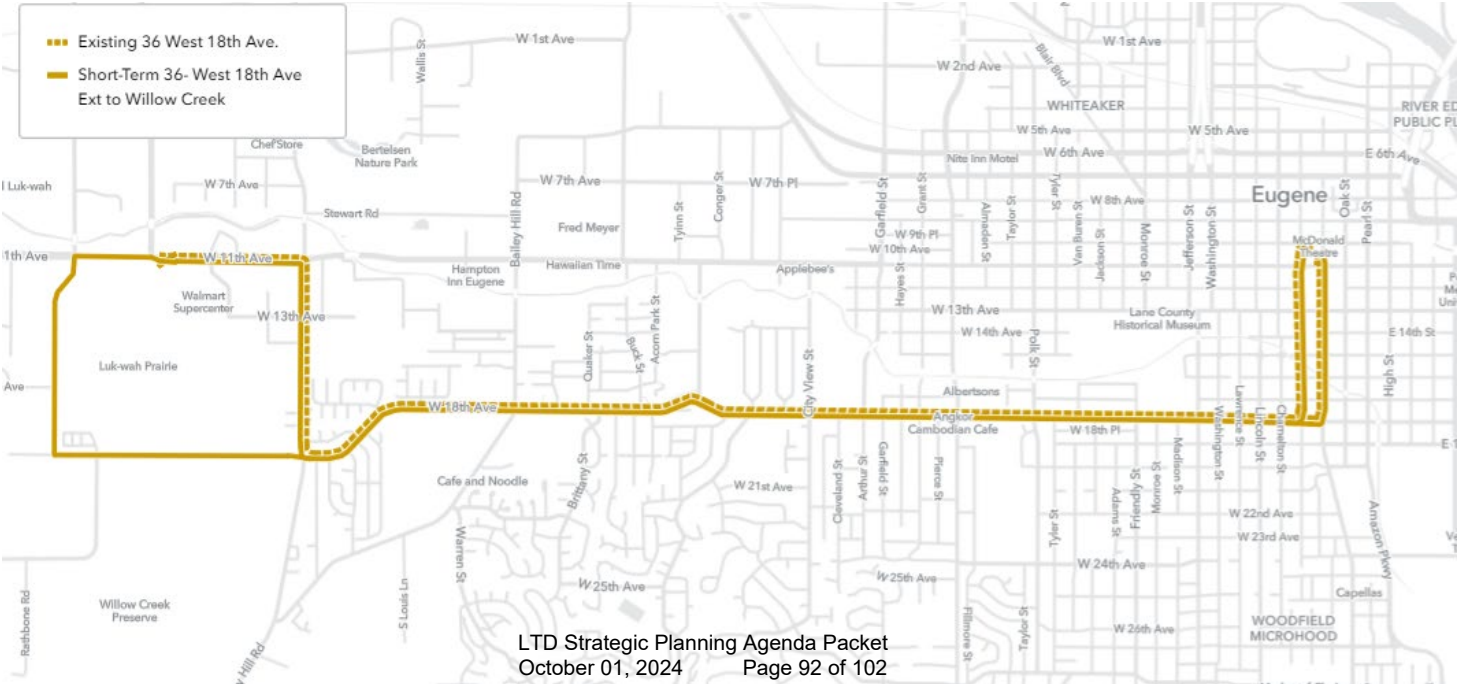 Existing 36 West 18th Ave.
Short-Term 36- West 18th Ave
Ext to Willow Creek
W 1st Ave
Wallis St
W 1st Ave
W 2nd Ave
Blair Blvd
WHITEAKER
RIVER ED
PUBLIC PL
Chef'Store
Bertelsen
Nature Park
W 5th Ave
W 5th Ave
Nite Inn Motel
W 6th Ave
E 6th Ave
l Luk-wah
W 7th Ave
W 7th Ave
W 7th Pl
Stewart Rd
Bailey Hill Rd
Fred Meyer
Tyinn St
Conger St
Garfield St
Grant St
Almaden St
Taylor St
Tyler St
Van Buren St
W 8th Ave
Jackson St
Monroe St
Jefferson St
Washington St
Eugene
Oak St
Pearl St
W 9th Pl
W 10th Ave
McDonald
Theatre
1th Ave
W 11th Ave
Hampton
Inn Eugene
Hawaiian Time
Applebee's
Hayes St
Walmart
Supercenter
W 13th Ave
W 13th Ave
W 14th Ave
Polk St
Lane County
Historical Museum
E 14th St
Quaker St
Buck St
Acorn Park St
City View St
High St
Luk-wah Prairie
Ave
Albertsons
W 18th Ave
Angkor
Cambodian Cafe
W 18th Pl
Washington St
Lawrence St
Lincoln St
Charnelton St
E 1
Cafe and Noodle
Brittany St
W 21st Ave
Cleveland St
Arthur St
Garfield St
Pierce St
Madison St
Monroe St
Friendly St
Adams St
Tyler St
W 22nd Ave
W 23rd Ave
Amazon Pkwy
Warren St
W 24th Ave
W 25th Ave
W 25th Ave
S Louis Ln
Rathbone Rd
Willow Creek
Preserve
Capellas
Fillmore St
Taylor St
W 26th Ave
WOODFIELD
MICROHOOD
Hill Rd
LTD Strategic Planning Agenda Packet
October 01, 2024 Page 92 of 102